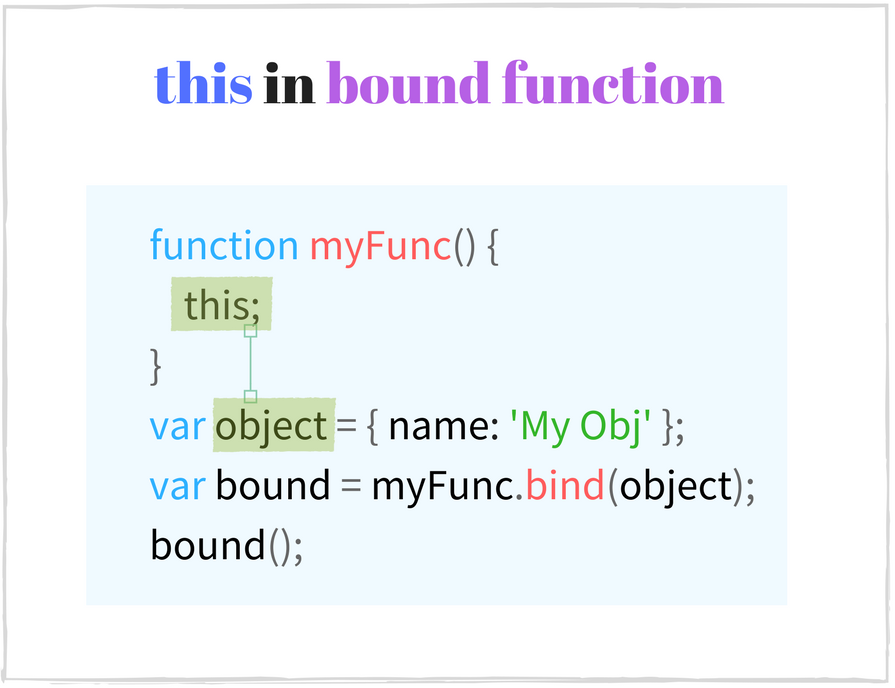 this in bound function
function myFunc() {
this;
}
var object = { name: 'My Obj' };
var bound = myFunc.bind(object);
bound();